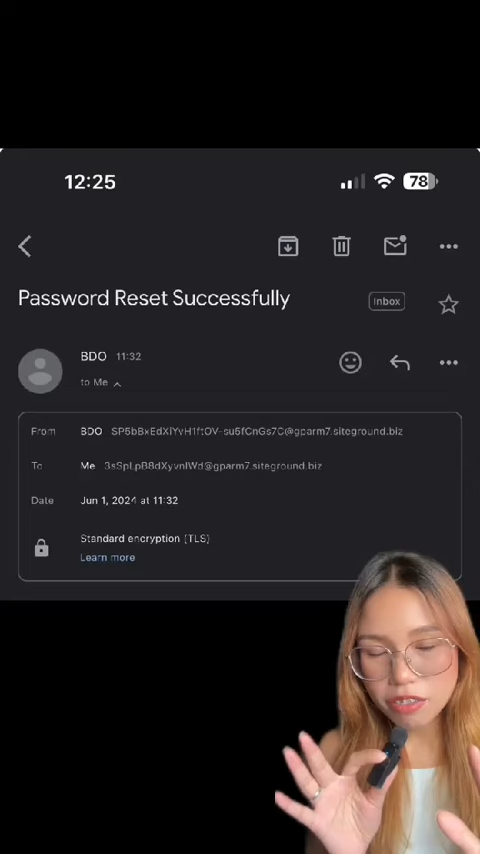 12:25
78
Password Reset Successfully
Inbox
BDO 11:32
to Me
From BDO SP5bBxEdXiYvH1ftOV-su5fCnGs7C@gparm7.siteground.biz
To Me 3sSpLpB8dXyvnIWd@gparm7.siteground.biz
Date Jun 1, 2024 at 11:32
Standard encryption (TLS)
Learn more